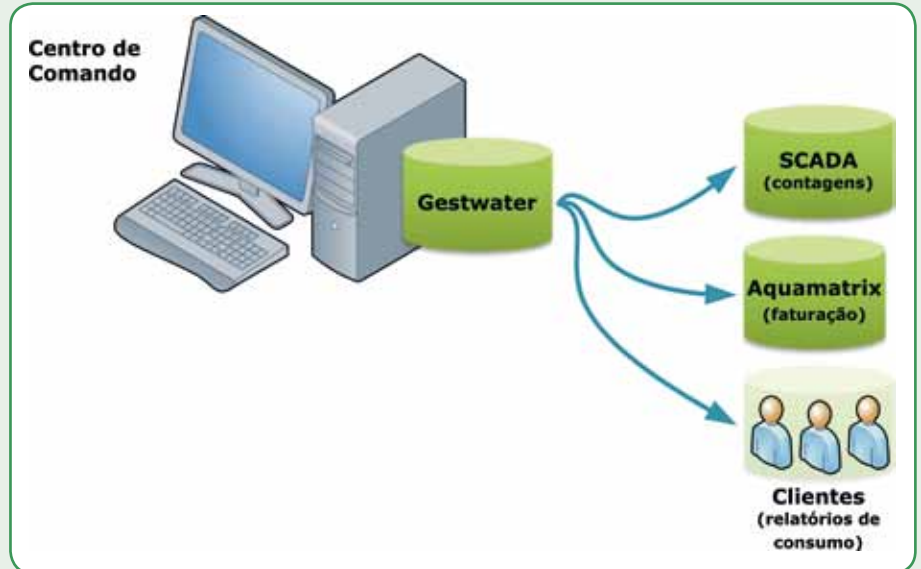 Centro de
Comando
Gestwater
SCADA
(contagens)
Aquamatrix
(faturação)
Clientes
(relatórios de
consumo)